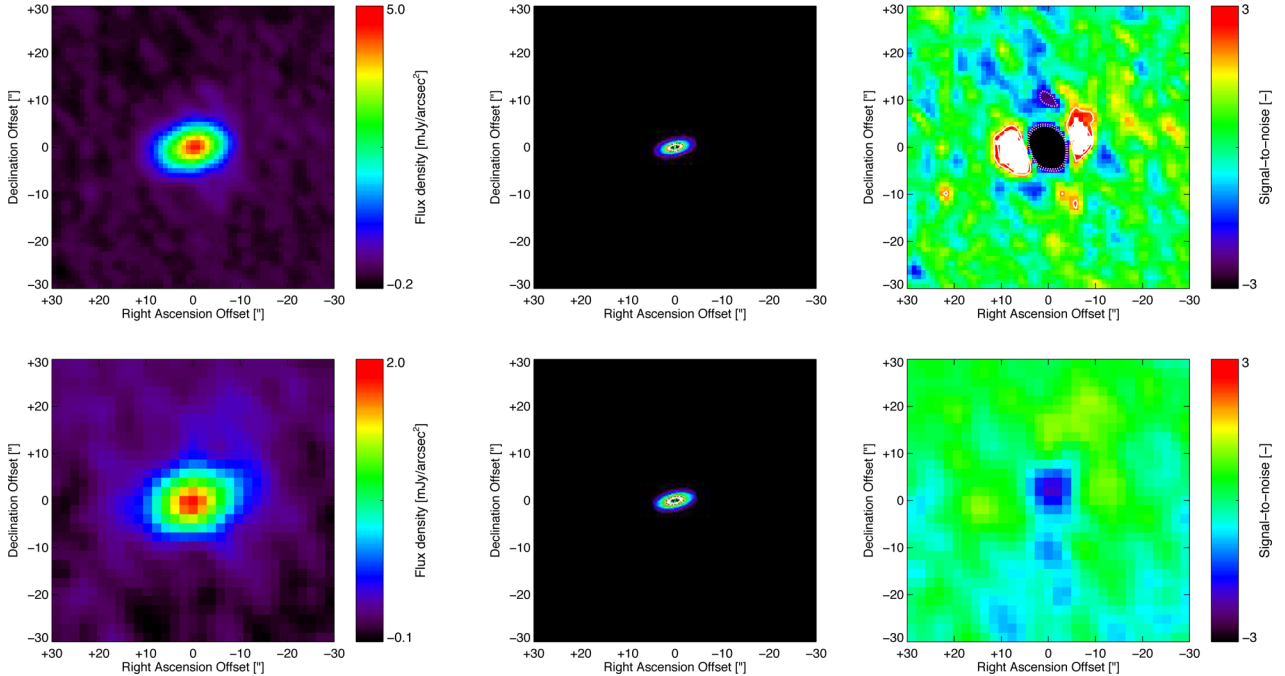 +30
+20
+10
0
−10
−20
−30
+30 +20 +10 0 −10 −20 −30
Right Ascension Offset ["]
Declination Offset ["]
5.0
−0.2
Flux density [mJy/arcsec²]
+30
+20
+10
0
−10
−20
−30
+30 +20 +10 0 −10 −20 −30
Right Ascension Offset ["]
Declination Offset ["]
+30
+20
+10
0
−10
−20
−30
+30 +20 +10 0 −10 −20 −30
Right Ascension Offset ["]
Declination Offset ["]
3
−3
Signal−to−noise [−]
+30
+20
+10
0
−10
−20
−30
+30 +20 +10 0 −10 −20 −30
Right Ascension Offset ["]
Declination Offset ["]
2.0
−0.1
Flux density [mJy/arcsec²]
+30
+20
+10
0
−10
−20
−30
+30 +20 +10 0 −10 −20 −30
Right Ascension Offset ["]
Declination Offset ["]
+30
+20
+10
0
−10
−20
−30
+30 +20 +10 0 −10 −20 −30
Right Ascension Offset ["]
Declination Offset ["]
3
−3
Signal−to−noise [−]